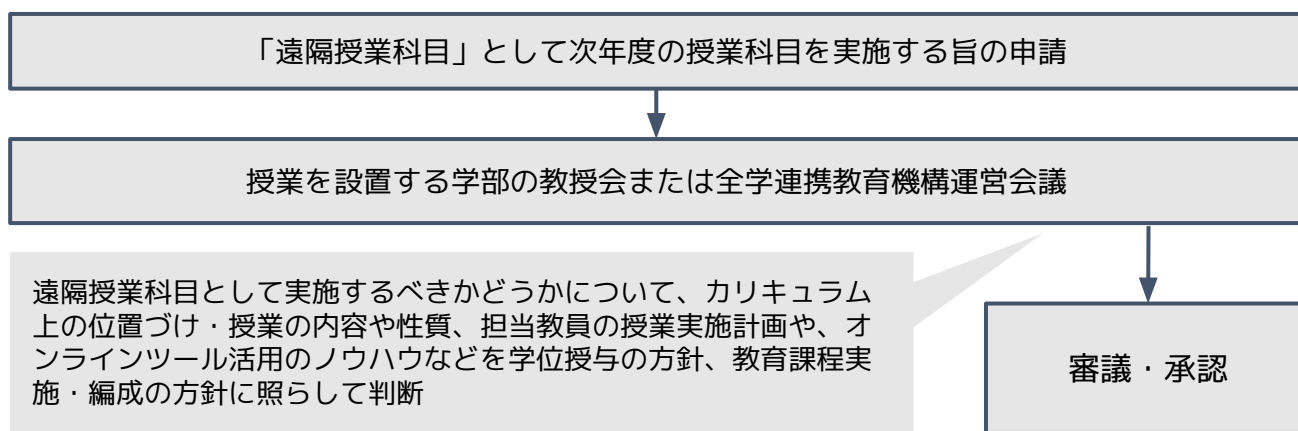 「遠隔授業科目」として次年度の授業科目を実施する旨の申請
授業を設置する学部の教授会または全学連携教育機構運営会議
遠隔授業科目として実施するべきかどうかについて、カリキュラム
上の位置づけ・授業の内容や性質、担当教員の授業実施計画や、オ
ンラインツール活用のノウハウなどを学位授与の方針、教育課程実
施・編成の方針に照らして判断
審議・承認